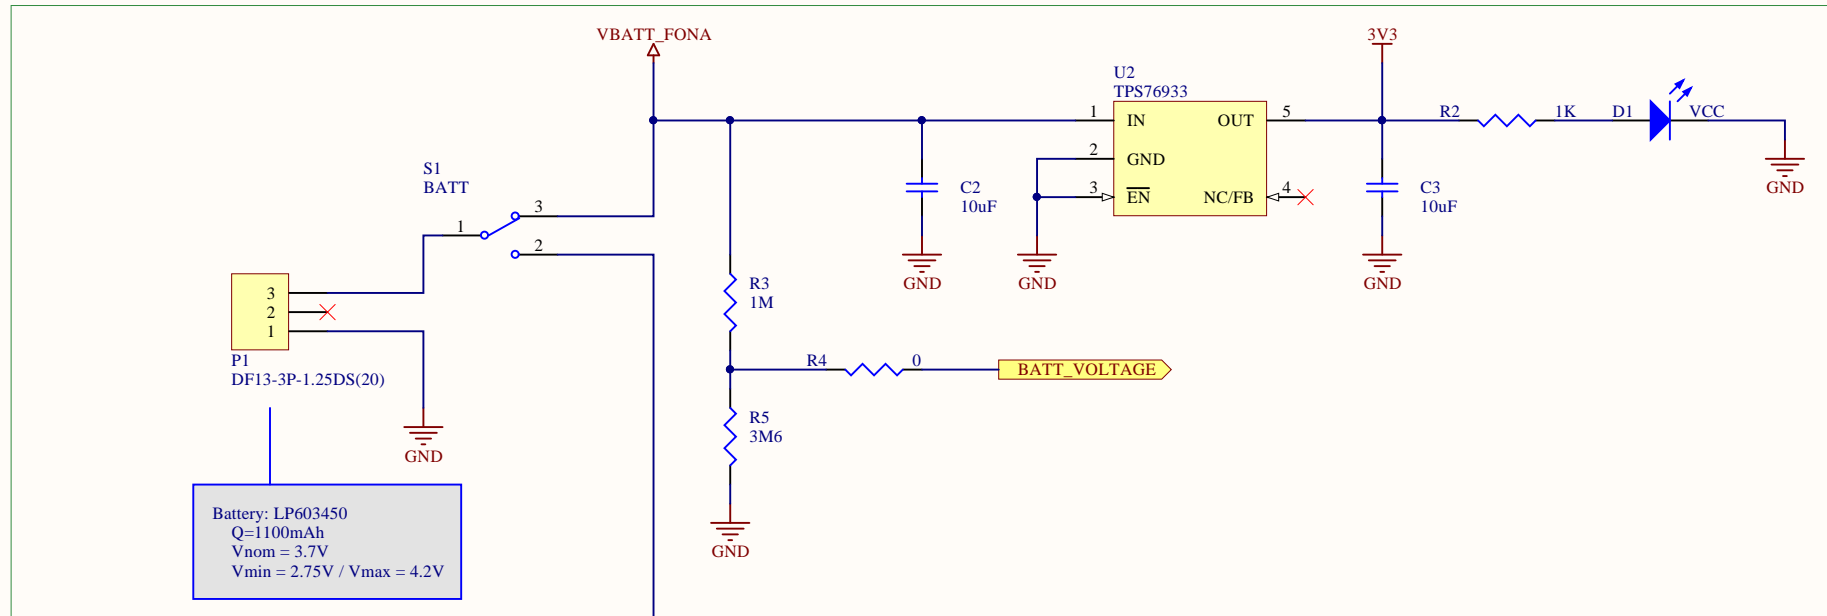 VBATT_FONA
3V3
U2
TPS76933
1
IN
OUT
5
R2
1K
D1
VCC
2
GND
3
EN
NC/FB
4
S1
BATT
3
1
2
C2
10uF
C3
10uF
GND
GND
GND
GND
3
2
1
P1
DF13-3P-1.25DS(20)
R3
1M
R4
0
BATT_VOLTAGE
R5
3M6
GND
GND
Battery: LP603450
Q=1100mAh
Vnom = 3.7V
Vmin = 2.75V / Vmax = 4.2V